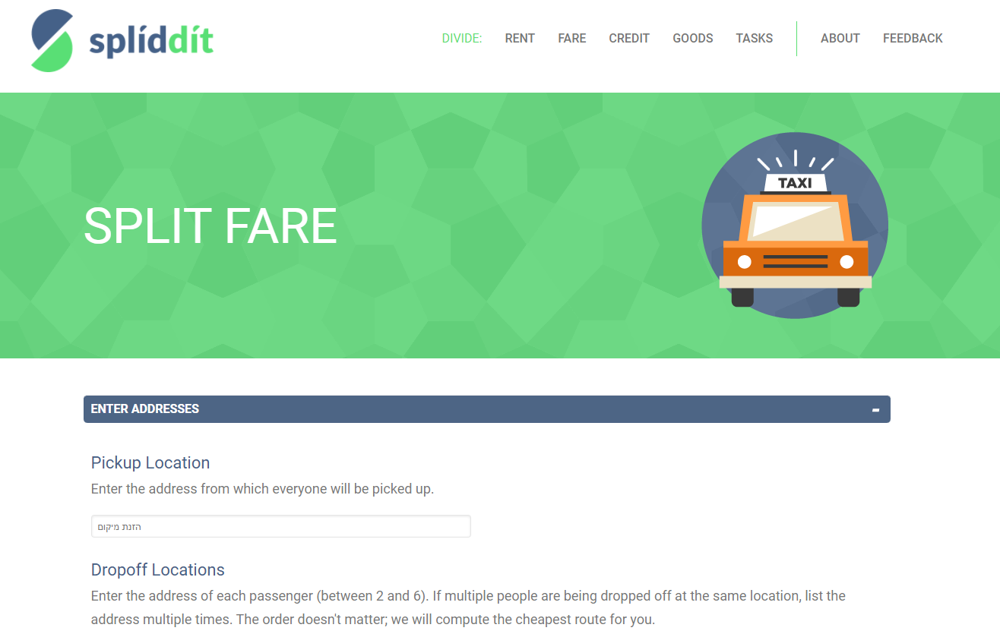 splíddít
DIVIDE: RENT FARE CREDIT GOODS TASKS ABOUT FEEDBACK
TAXI
SPLIT FARE
ENTER ADDRESSES -
Pickup Location
Enter the address from which everyone will be picked up.
הזנת מיקום
Dropoff Locations
Enter the address of each passenger (between 2 and 6). If multiple people are being dropped off at the same location, list the
address multiple times. The order doesn't matter; we will compute the cheapest route for you.